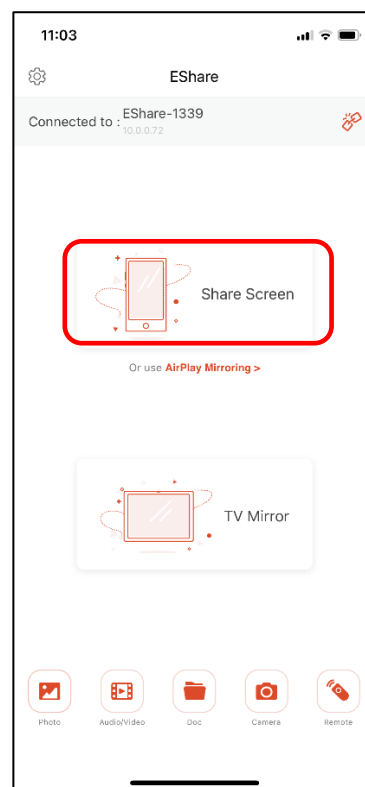 11:03
EShare
Connected to : EShare-1339
10.0.0.72
Share Screen
Or use AirPlay Mirroring >
TV Mirror
Photo Audio/Video Doc Camera Remote